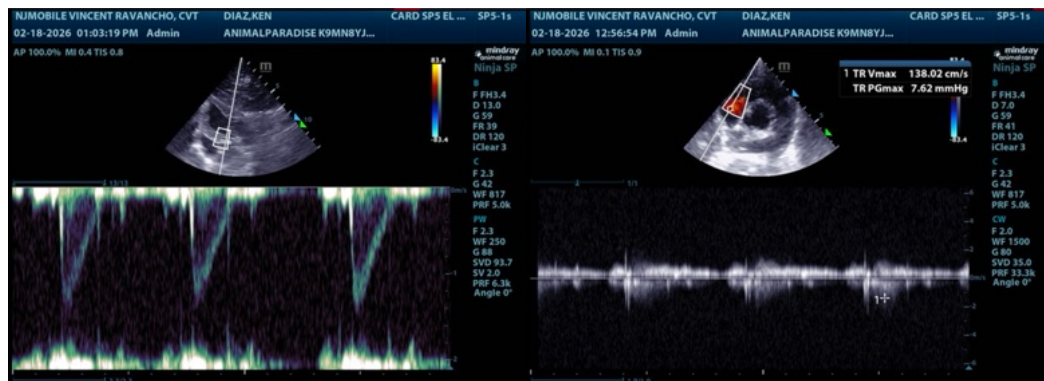 NJMOBILE VINCENT RAVANCHO, CVT DIAZ,KEN CARD SP5 EL ... SP5-1s
02-18-2026 01:03:19 PM Admin ANIMALPARADISE K9MN8YJ...
AP 100.0% MI 0.4 TIS 0.8
mindray
animal care
Ninja SP
83.4
-83.4
B
F FH3.4
D 13.0
G 59
FR 39
DR 120
iClear 3
C
F 2.3
G 42
WF 817
PRF 5.0k
PW
F 2.3
WF 250
G 88
SVD 93.7
SV 2.0
PRF 6.3k
Angle 0°
NJMOBILE VINCENT RAVANCHO, CVT DIAZ,KEN CARD SP5 EL ... SP5-1s
02-18-2026 12:56:54 PM Admin ANIMALPARADISE K9MN8YJ...
AP 100.0% MI 0.1 TIS 0.9
mindray
animal care
Ninja SP
1 TR Vmax 138.02 cm/s
TR PGmax 7.62 mmHg
B
F FH3.4
D 7.0
G 59
FR 41
DR 120
iClear 3
C
F 2.3
G 42
WF 817
PRF 5.0k
CW
F 2.0
WF 1500
G 80
SVD 35.0
PRF 33.3k
Angle 0°
1